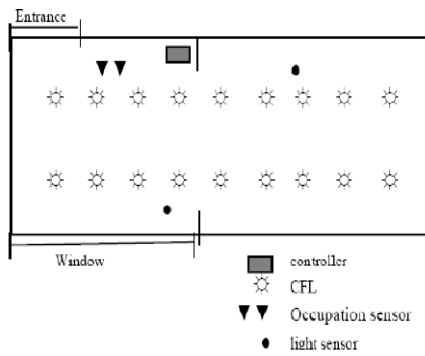 Entrance
Window
controller
CFL
Occupation sensor
light sensor